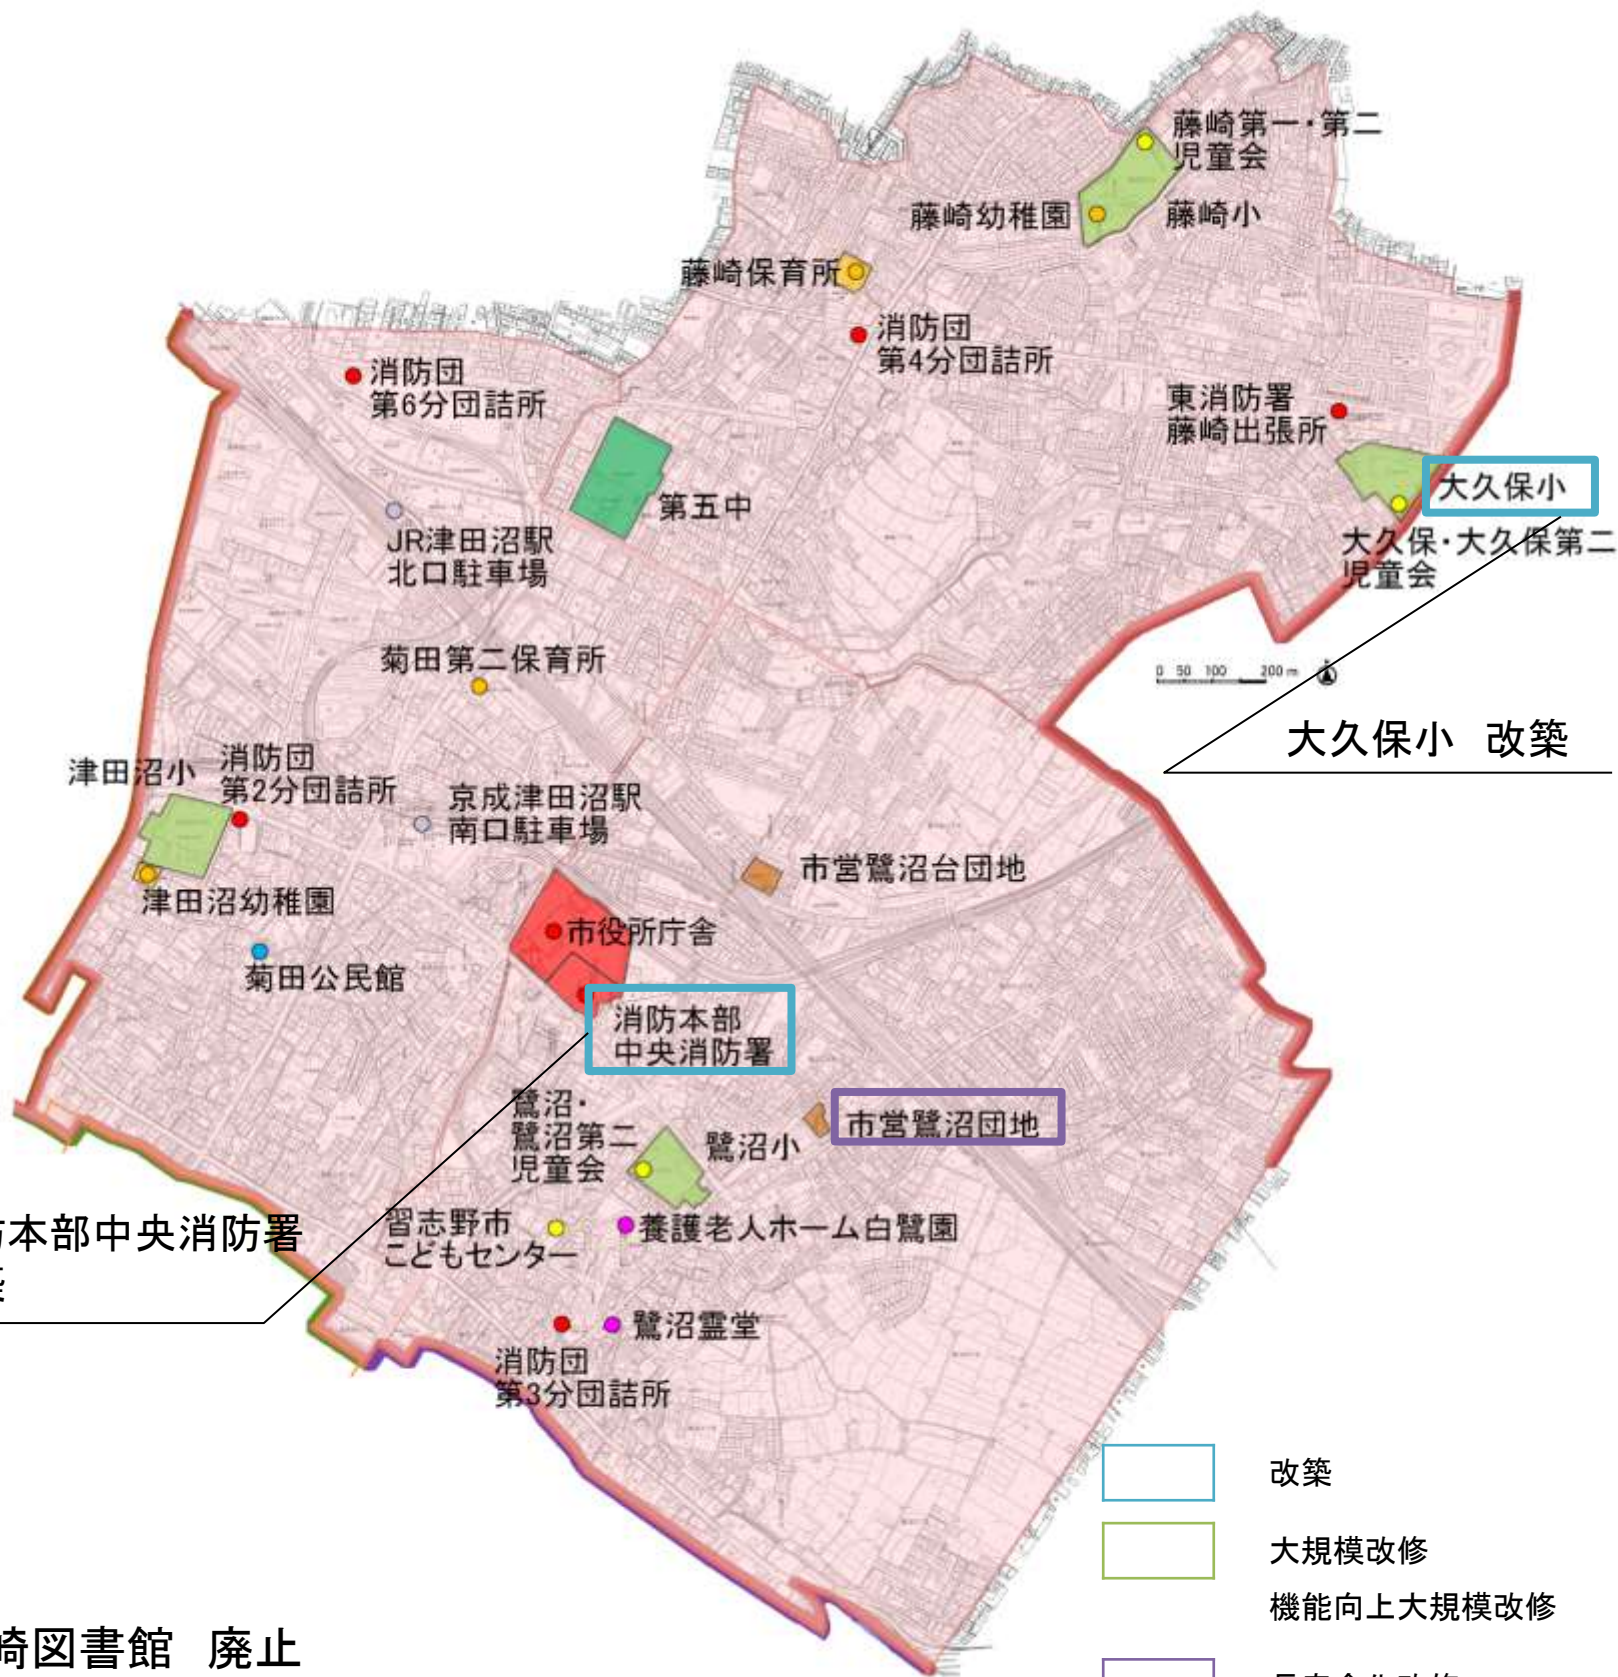 藤崎第一・第二
児童会
藤崎幼稚園
藤崎小
藤崎保育所
消防団
第4分団詰所
消防団
第6分団詰所
東消防署
藤崎出張所
大久保小
第五中
大久保・大久保第二
児童会
JR津田沼駅
北口駐車場
菊田第二保育所
0 50 100 200 m
大久保小 改築
津田沼小
消防団
第2分団詰所
京成津田沼駅
南口駐車場
市営鷺沼台団地
津田沼幼稚園
市役所庁舎
菊田公民館
消防本部
中央消防署
鷺沼・
鷺沼第二
児童会
市営鷺沼団地
鷺沼小
本部中央消防署
習志野市
こどもセンター
養護老人ホーム白鷺園
鷺沼霊堂
消防団
第3分団詰所
改築
大規模改修
機能向上大規模改修
図書館 廃止